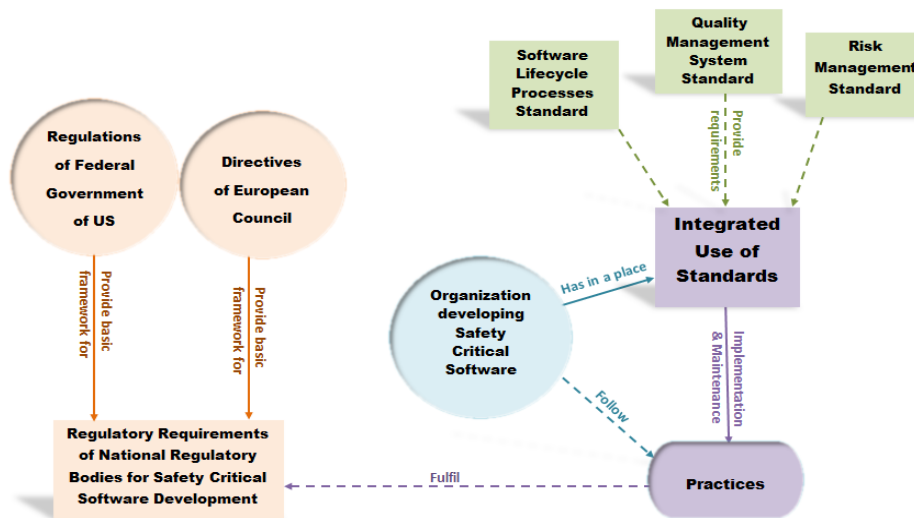 Software
Lifecycle
Processes
Standard
Quality
Management
System
Standard
Risk
Management
Standard
Provide
requirements
Regulations
of Federal
Government
of US
Directives
of European
Council
Integrated
Use of
Standards
Has in a place
Organization
developing
Safety
Critical
Software
Provide basic
framework for
Provide basic
framework for
Implementation
& Maintenance
Follow
Regulatory Requirements
of National Regulatory
Bodies for Safety Critical
Software Development
Fulfil
Practices